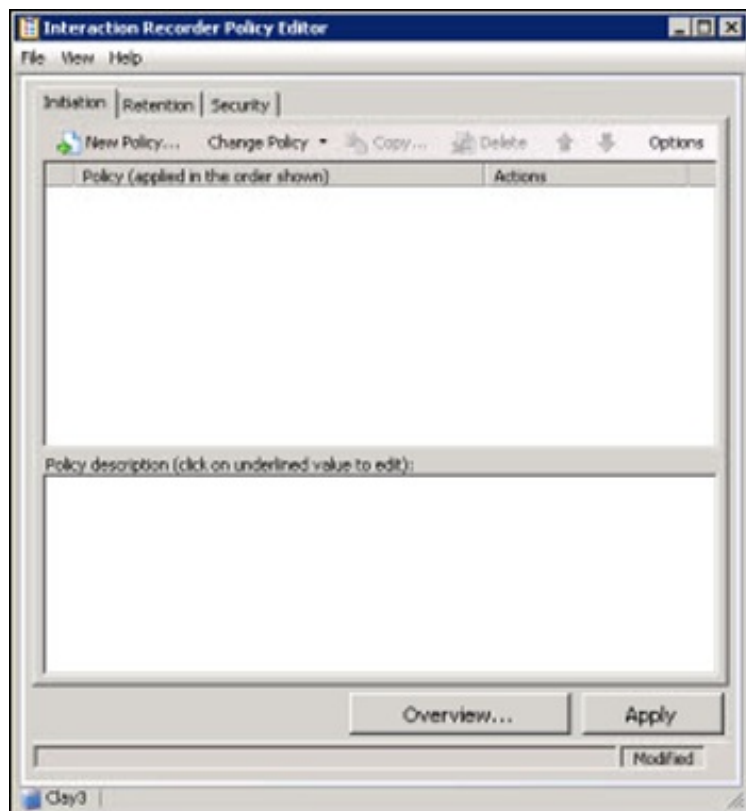 Interaction Recorder Policy Editor
File View Help
Initiation Retention Security
New Policy... Change Policy Copy... Delete Options
Policy (applied in the order shown) Actions
Policy description (click on underlined value to edit):
Overview... Apply
Modified
Clay3